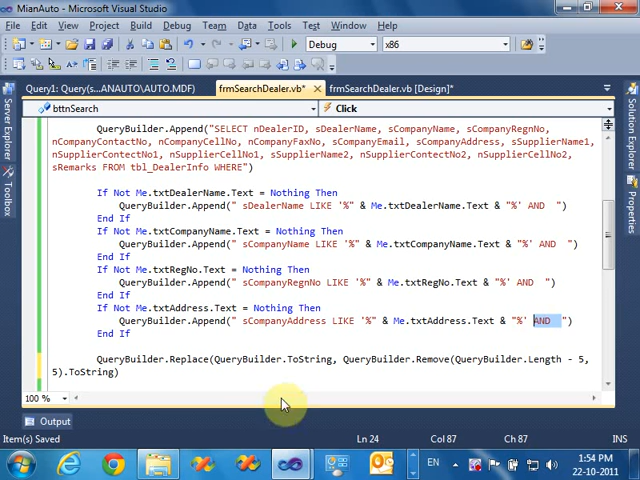 MianAuto - Microsoft Visual Studio
File Edit View Project Build Debug Team Data Tools Test Window Help
Debug x86
Query1: Query(s...ANAUTO\AUTO.MDF) frmSearchDealer.vb* frmSearchDealer.vb [Design]*
bttnSearch Click
QueryBuilder.Append("SELECT nDealerID, sDealerName, sCompanyName, sCompanyRegnNo,
nCompanyContactNo, nCompanyCellNo, nCompanyFaxNo, sCompanyEmail, sCompanyAddress, sSupplierName1,
nSupplierContectNo1, nSupplierCellNo1, sSupplierName2, nSupplierContectNo2, nSupplierCellNo2,
sRemarks FROM tbl_DealerInfo WHERE")
If Not Me.txtDealerName.Text = Nothing Then
QueryBuilder.Append(" sDealerName LIKE '%" & Me.txtDealerName.Text & "%' AND  ")
End If
If Not Me.txtCompanyName.Text = Nothing Then
QueryBuilder.Append(" sCompanyName LIKE '%" & Me.txtCompanyName.Text & "%' AND  ")
End If
If Not Me.txtRegNo.Text = Nothing Then
QueryBuilder.Append(" sCompanyRegnNo LIKE '%" & Me.txtRegNo.Text & "%' AND  ")
End If
If Not Me.txtAddress.Text = Nothing Then
QueryBuilder.Append(" sCompanyAddress LIKE '%" & Me.txtAddress.Text & "%' AND  ")
End If
QueryBuilder.Replace(QueryBuilder.ToString, QueryBuilder.Remove(QueryBuilder.Length - 5,
5).ToString)
100 %
Server Explorer
Toolbox
Solution Explorer
Properties
Output
Item(s) Saved Ln 24 Col 87 Ch 87 INS
EN 1:54 PM
22-10-2011